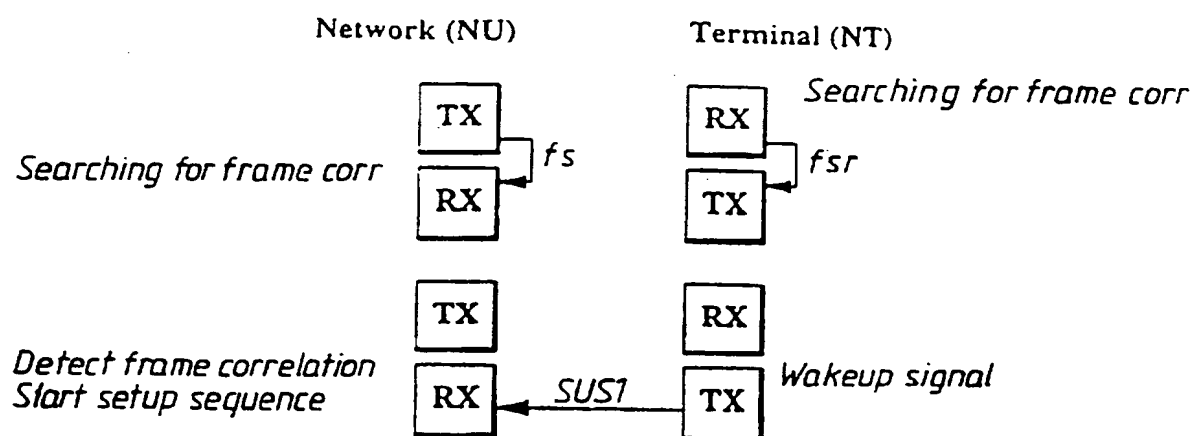 Network (NU)
Terminal (NT)
TX
RX
Searching for frame corr
fs
fsr
Searching for frame corr
RX
TX
TX
RX
Detect frame correlation
Start setup sequence
Wakeup signal
RX
SUS1
TX